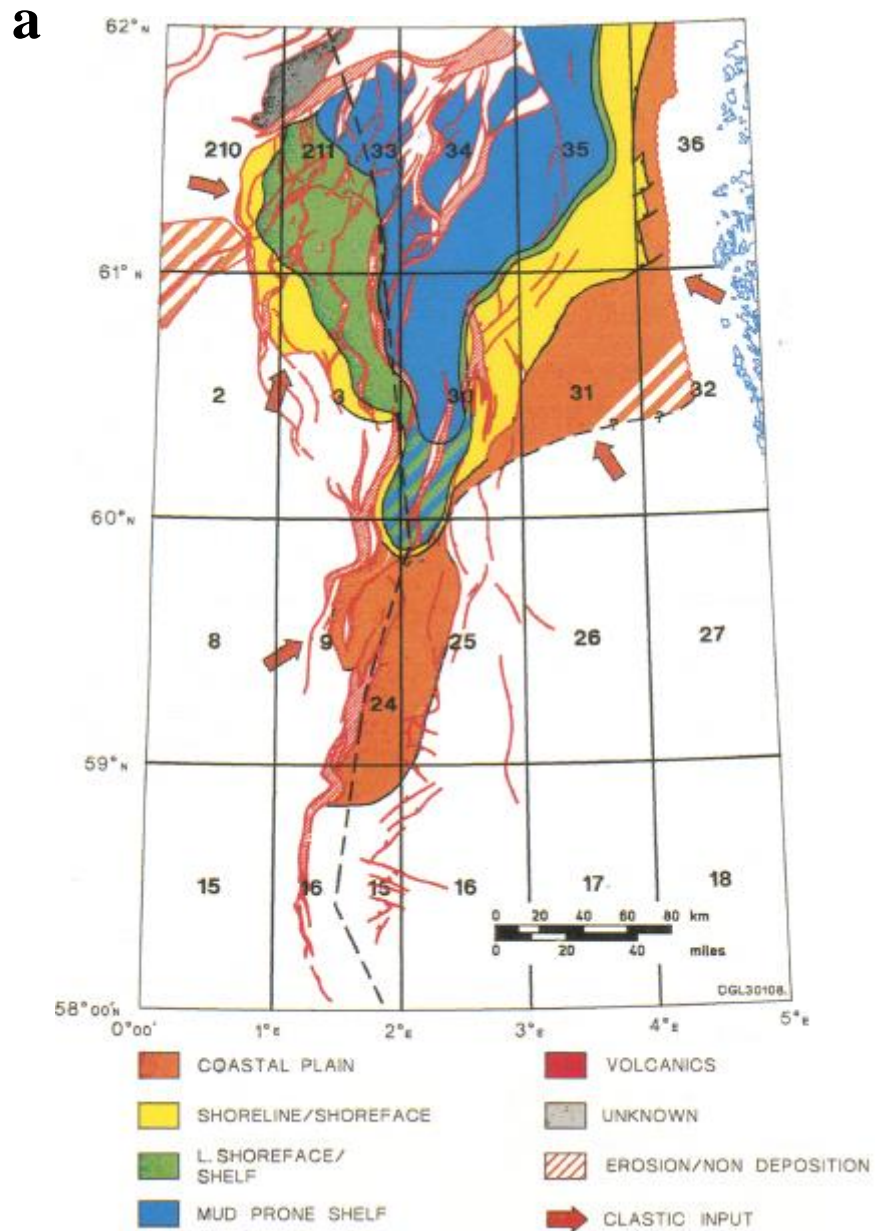 a
62° N
210 211 33 34 35 36
61° N
2 3 30 31 32
60° N
8 9 25 26 27
24
59° N
15 16 15 16 17 18
0 20 40 60 80 km
0 20 40 miles
DGL30108.
58°00'N
0°00' 1°E 2°E 3°E 4°E 5°E
COASTAL PLAIN
SHORELINE/SHOREFACE
L. SHOREFACE/
SHELF
MUD PRONE SHELF
VOLCANICS
UNKNOWN
EROSION/NON DEPOSITION
CLASTIC INPUT